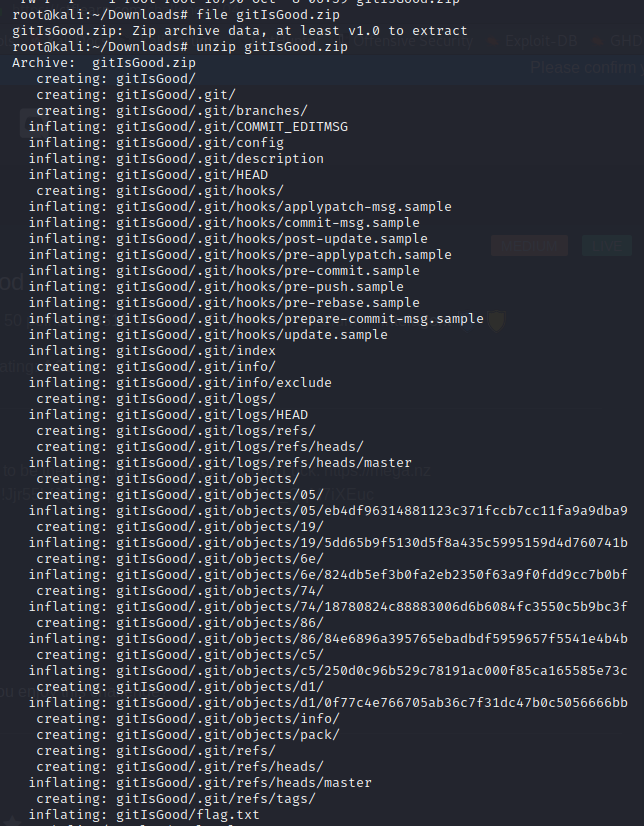 root@kali:~/Downloads# file gitIsGood.zip
gitIsGood.zip: Zip archive data, at least v1.0 to extract
root@kali:~/Downloads# unzip gitIsGood.zip
Archive:  gitIsGood.zip
   creating: gitIsGood/
   creating: gitIsGood/.git/
   creating: gitIsGood/.git/branches/
  inflating: gitIsGood/.git/COMMIT_EDITMSG
  inflating: gitIsGood/.git/config
  inflating: gitIsGood/.git/description
  inflating: gitIsGood/.git/HEAD
   creating: gitIsGood/.git/hooks/
  inflating: gitIsGood/.git/hooks/applypatch-msg.sample
  inflating: gitIsGood/.git/hooks/commit-msg.sample
  inflating: gitIsGood/.git/hooks/post-update.sample
  inflating: gitIsGood/.git/hooks/pre-applypatch.sample
  inflating: gitIsGood/.git/hooks/pre-commit.sample
  inflating: gitIsGood/.git/hooks/pre-push.sample
  inflating: gitIsGood/.git/hooks/pre-rebase.sample
  inflating: gitIsGood/.git/hooks/prepare-commit-msg.sample
  inflating: gitIsGood/.git/hooks/update.sample
  inflating: gitIsGood/.git/index
   creating: gitIsGood/.git/info/
  inflating: gitIsGood/.git/info/exclude
   creating: gitIsGood/.git/logs/
  inflating: gitIsGood/.git/logs/HEAD
   creating: gitIsGood/.git/logs/refs/
   creating: gitIsGood/.git/logs/refs/heads/
  inflating: gitIsGood/.git/logs/refs/heads/master
   creating: gitIsGood/.git/objects/
   creating: gitIsGood/.git/objects/05/
  inflating: gitIsGood/.git/objects/05/eb4df96314881123c371fccb7cc11fa9a9dba9
   creating: gitIsGood/.git/objects/19/
  inflating: gitIsGood/.git/objects/19/5dd65b9f5130d5f8a435c5995159d4d760741b
   creating: gitIsGood/.git/objects/6e/
  inflating: gitIsGood/.git/objects/6e/824db5ef3b0fa2eb2350f63a9f0fdd9cc7b0bf
   creating: gitIsGood/.git/objects/74/
  inflating: gitIsGood/.git/objects/74/18780824c88883006d6b6084fc3550c5b9bc3f
   creating: gitIsGood/.git/objects/86/
  inflating: gitIsGood/.git/objects/86/84e6896a395765ebadbdf5959657f5541e4b4b
   creating: gitIsGood/.git/objects/c5/
  inflating: gitIsGood/.git/objects/c5/250d0c96b529c78191ac000f85ca165585e73c
   creating: gitIsGood/.git/objects/d1/
  inflating: gitIsGood/.git/objects/d1/0f77c4e766705ab36c7f31dc47b0c5056666bb
   creating: gitIsGood/.git/objects/info/
   creating: gitIsGood/.git/objects/pack/
   creating: gitIsGood/.git/refs/
   creating: gitIsGood/.git/refs/heads/
  inflating: gitIsGood/.git/refs/heads/master
   creating: gitIsGood/.git/refs/tags/
  inflating: gitIsGood/flag.txt